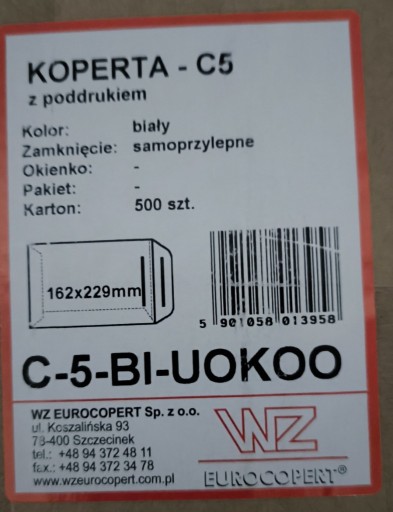 KOPERTA - C5
z poddrukiem
Kolor: biały
Zamknięcie: samoprzylepne
Okienko: -
Pakiet: -
Karton: 500 szt.
162x229mm
5 901058 013958
C-5-BI-UOKOO
WZ EUROCOPERT Sp. z o.o.
ul. Koszalińska 93
78-400 Szczecinek
tel.: +48 94 372 48 11
fax.: +48 94 372 34 78
www.wzeurocopert.com.pl
WZ
EUROCOPERT®